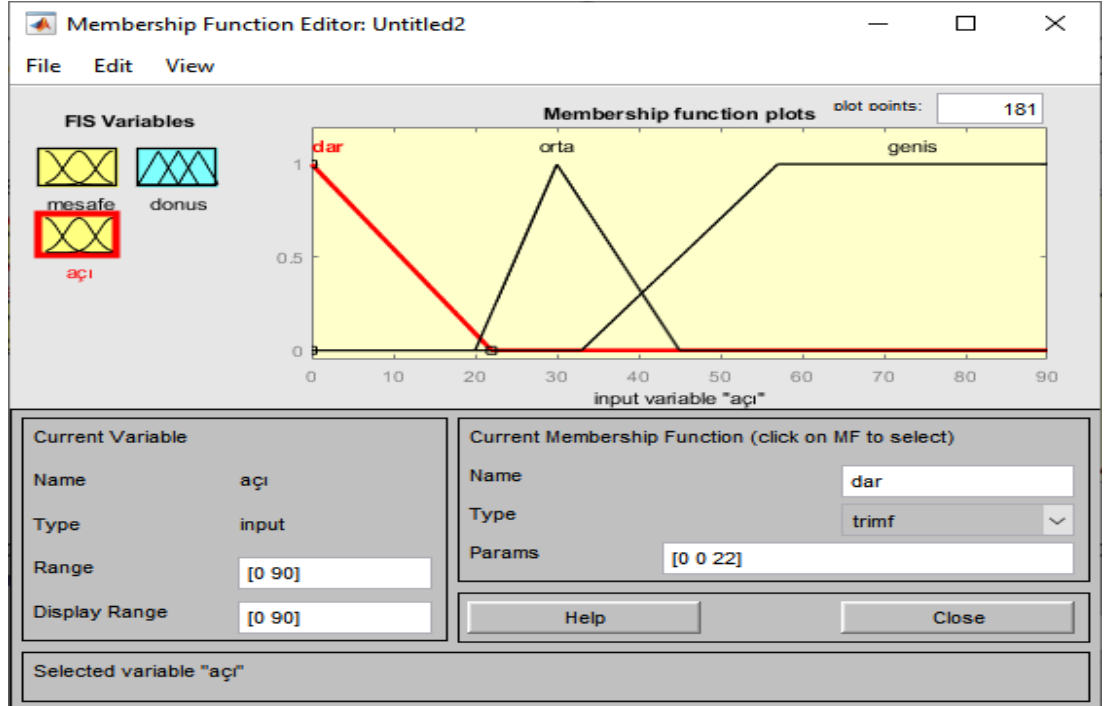 Membership Function Editor: Untitled2
File Edit View
FIS Variables
mesafe donus
açı
Membership function plots plot points: 181
dar orta genis
1
0.5
0
0 10 20 30 40 50 60 70 80 90
input variable "açı"
Current Variable
Name açı
Type input
Range [0 90]
Display Range [0 90]
Current Membership Function (click on MF to select)
Name dar
Type trimf
Params [0 0 22]
Help Close
Selected variable "açı"